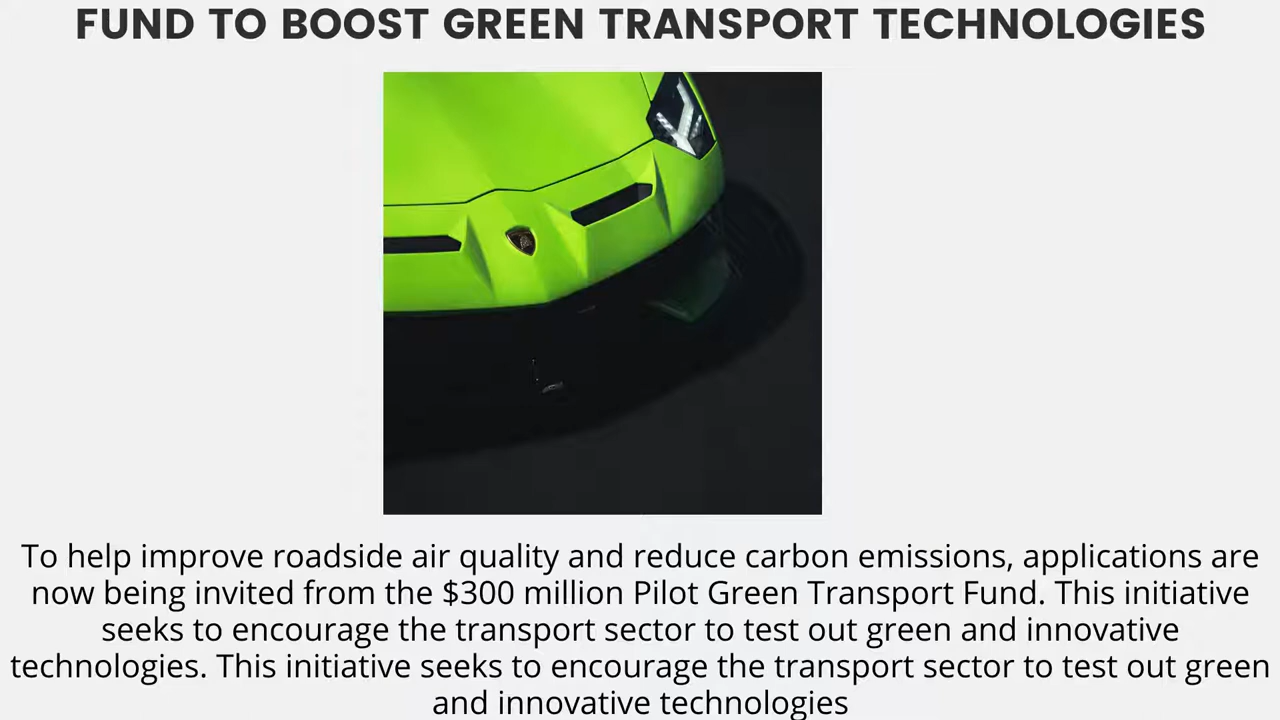 FUND TO BOOST GREEN TRANSPORT TECHNOLOGIES
To help improve roadside air quality and reduce carbon emissions, applications are
now being invited from the $300 million Pilot Green Transport Fund. This initiative
seeks to encourage the transport sector to test out green and innovative
technologies. This initiative seeks to encourage the transport sector to test out green
and innovative technologies